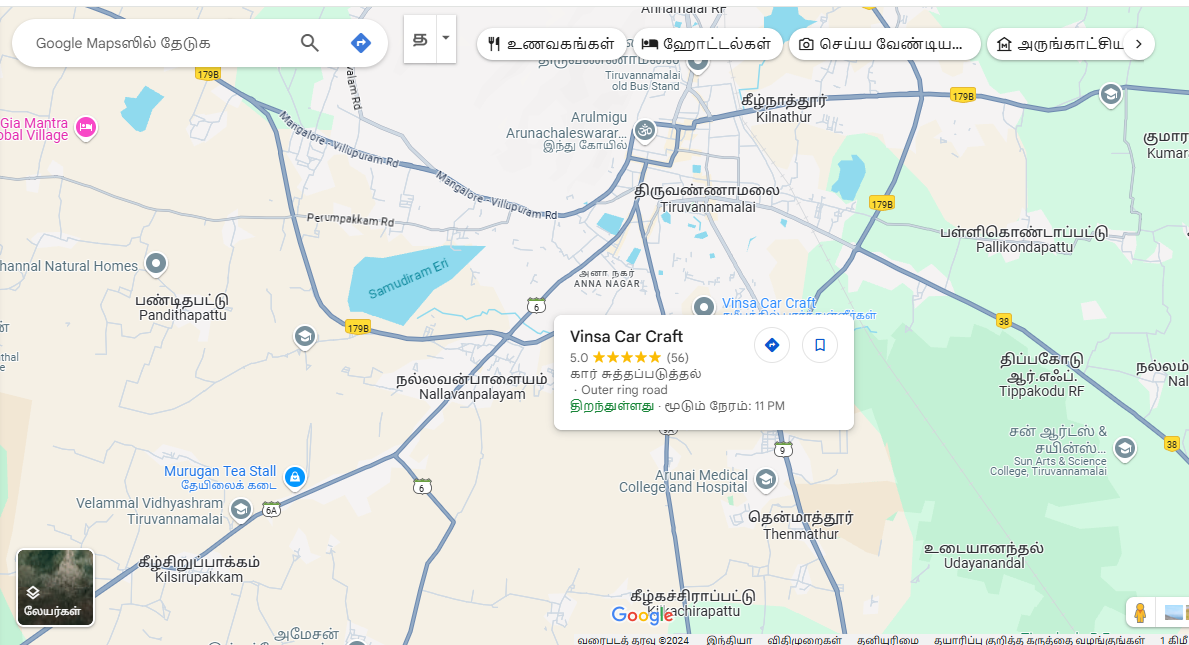 Annamalai RF
Google Mapsஸில் தேடுக
த
உணவகங்கள்
ஹோட்டல்கள்
செய்ய வேண்டிய...
அருங்காட்சிய
179B
Tiruvannamalai
old Bus Stand
கீழ்நாத்தூர்
Kilnathur
179B
Gia Mantra
obal Village
valam Rd
Mangalore - Villupuram Rd
Arulmigu
Arunachaleswarar...
இந்து கோயில்
குமார
Kumara
Mangalore - Villupuram Rd
திருவண்ணாமலை
Tiruvannamalai
179B
Perumpakkam Rd
பள்ளிகொண்டாப்பட்டு
Pallikondapattu
hannal Natural Homes
Samudiram Eri
அனா நகர்
ANNA NAGAR
பண்டிதபட்டு
Pandithapattu
6
Vinsa Car Craft
179B
38
Vinsa Car Craft
5.0 (56)
கார் சுத்தப்படுத்தல்
· Outer ring road
திறந்துள்ளது · மூடும் நேரம்: 11 PM
thal
e
திப்பகோடு
ஆர்.எஃப்.
Tippakodu RF
நல்லம்
Nal
நல்லவன்பாளையம்
Nallavanpalayam
9
சன் ஆர்ட்ஸ் &
சயின்ஸ்...
Sun Arts & Science
College, Tiruvannamalai
38
Murugan Tea Stall
தேயிலைக் கடை
Arunai Medical
College and Hospital
6
Velammal Vidhyashram
Tiruvannamalai
6A
தென்மாத்தூர்
Thenmathur
கீழ்சிறுப்பாக்கம்
Kilsirupakkam
உடையானந்தல்
Udayanandal
லேயர்கள்
கீழ்கச்சிராப்பட்டு
Kilkachirapattu
Google
அமேசன்
வரைபடத் தரவு ©2024 இந்தியா விதிமுறைகள் தனியுரிமை தயாரிப்பு குறித்த கருத்தை வழங்குங்கள் 1 கிமீ